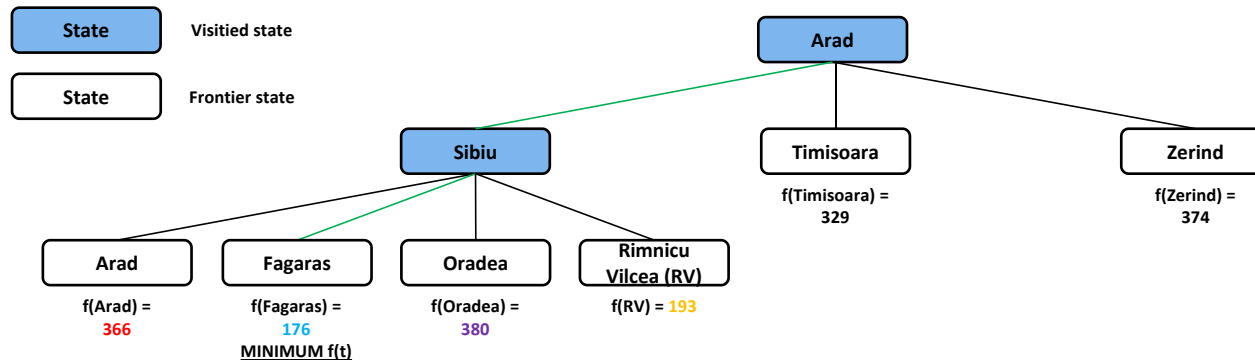 State
Visitied state
Arad
State
Frontier state
Sibiu
Timisoara
Zerind
f(Timisoara) =
329
f(Zerind) =
374
Arad
Fagaras
Oradea
Rimnicu
Vilcea (RV)
f(Arad) =
366
f(Fagaras) =
176
MINIMUM f(t)
f(Oradea) =
380
f(RV) = 193